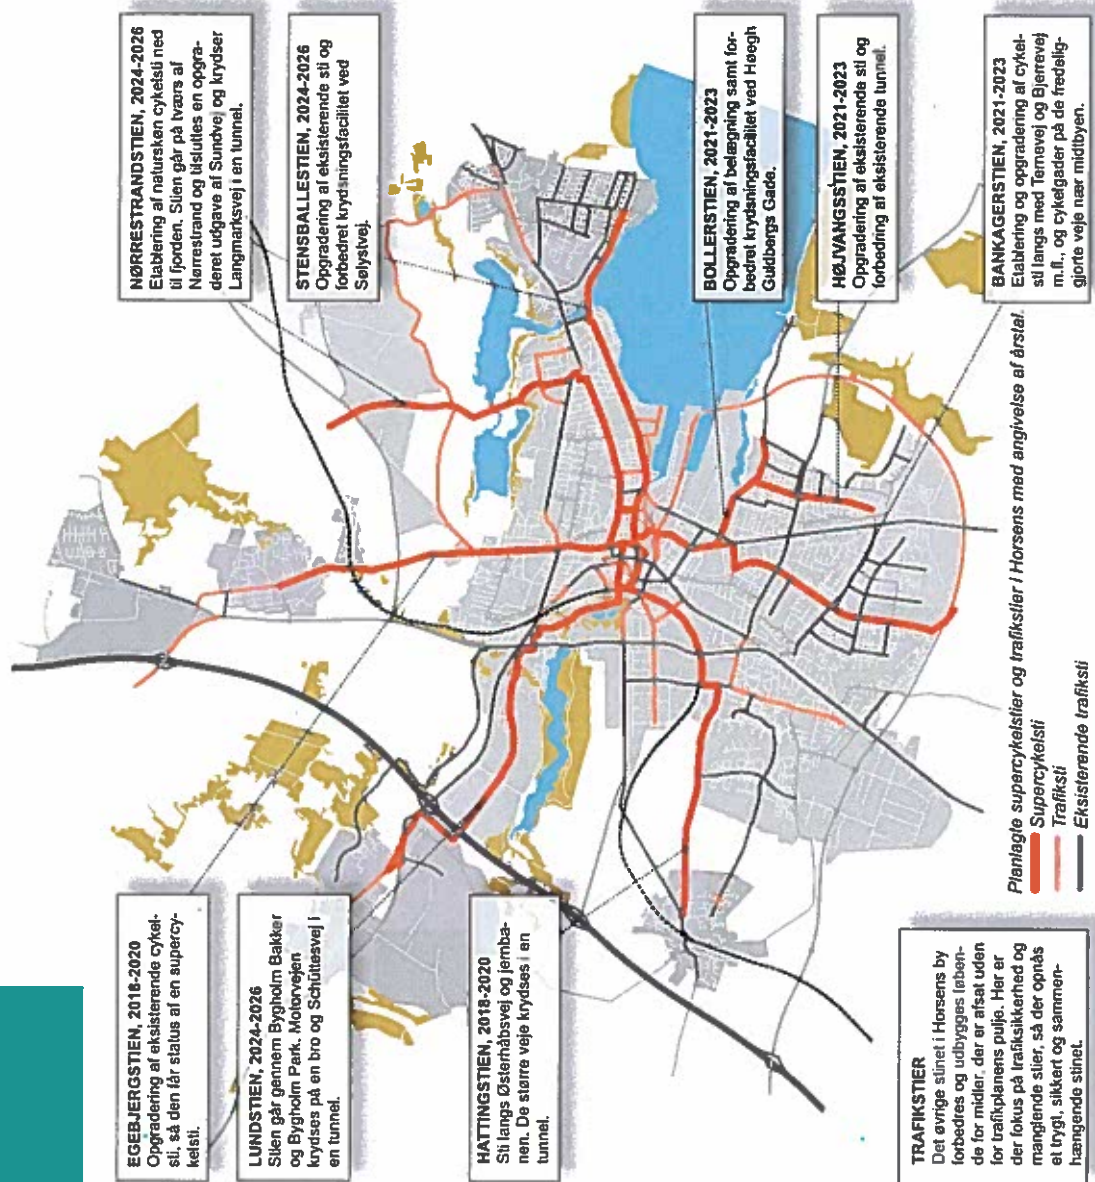 EGEBJERGSTIEN, 2018-2020
Opgradering af eksisterende cykel-
sti, så den får status af en supercy-
kelsti.
LUNDSTIEN, 2024-2026
Stien går gennem Bygholm Bakker
og Bygholm Park. Motorvejen
krydses på en bro og Schüttesvej i
en tunnel.
HATTINGSTIEN, 2018-2020
Sti langs Østerhåbsvej og jernba-
nen. De større veje krydses i en
tunnel.
TRAFIKSTIER
Det øvrige stinet i Horsens by
forbedres og udbygges løben-
de for midler, der er afsat uden
for trafikplanens pulje. Her er
der fokus på trafiksikkerhed og
manglende stier, så der opnås
et trygt, sikkert og sammen-
hængende stinet.
NØRRESTRANDSTIEN, 2024-2026
Etablering af naturskøn cykelsti ned
til fjorden. Stien går på tværs af
Nørrestrand og tilsluttes en opgra-
deret udgave af Sundvej og krydser
Langmarksvej i en tunnel.
STENSBALLESTIEN, 2024-2026
Opgradering af eksisterende sti og
forbedret krydsningsfacilitet ved
Søjlystvej.
BOLLERSTIEN, 2021-2023
Opgradering af belægning samt for-
bedret krydsningsfacilitet ved Høegh
Guldbergs Gade.
HØJVANGSSTIEN, 2021-2023
Opgradering af eksisterende sti og
forbedring af eksisterende tunnel.
BANKAGERSTIEN, 2021-2023
Etablering og opgradering af cykel-
sti langs med Ternevej og Bjerrevej
m.fl., og cykelgader på de fredelig-
gjorte veje nær midtbyen.
Planlagte supercykelstier og trafikstier i Horsens med angivelse af årstal.
Supercykelsti
Trafiksti
Eksisterende trafiksti